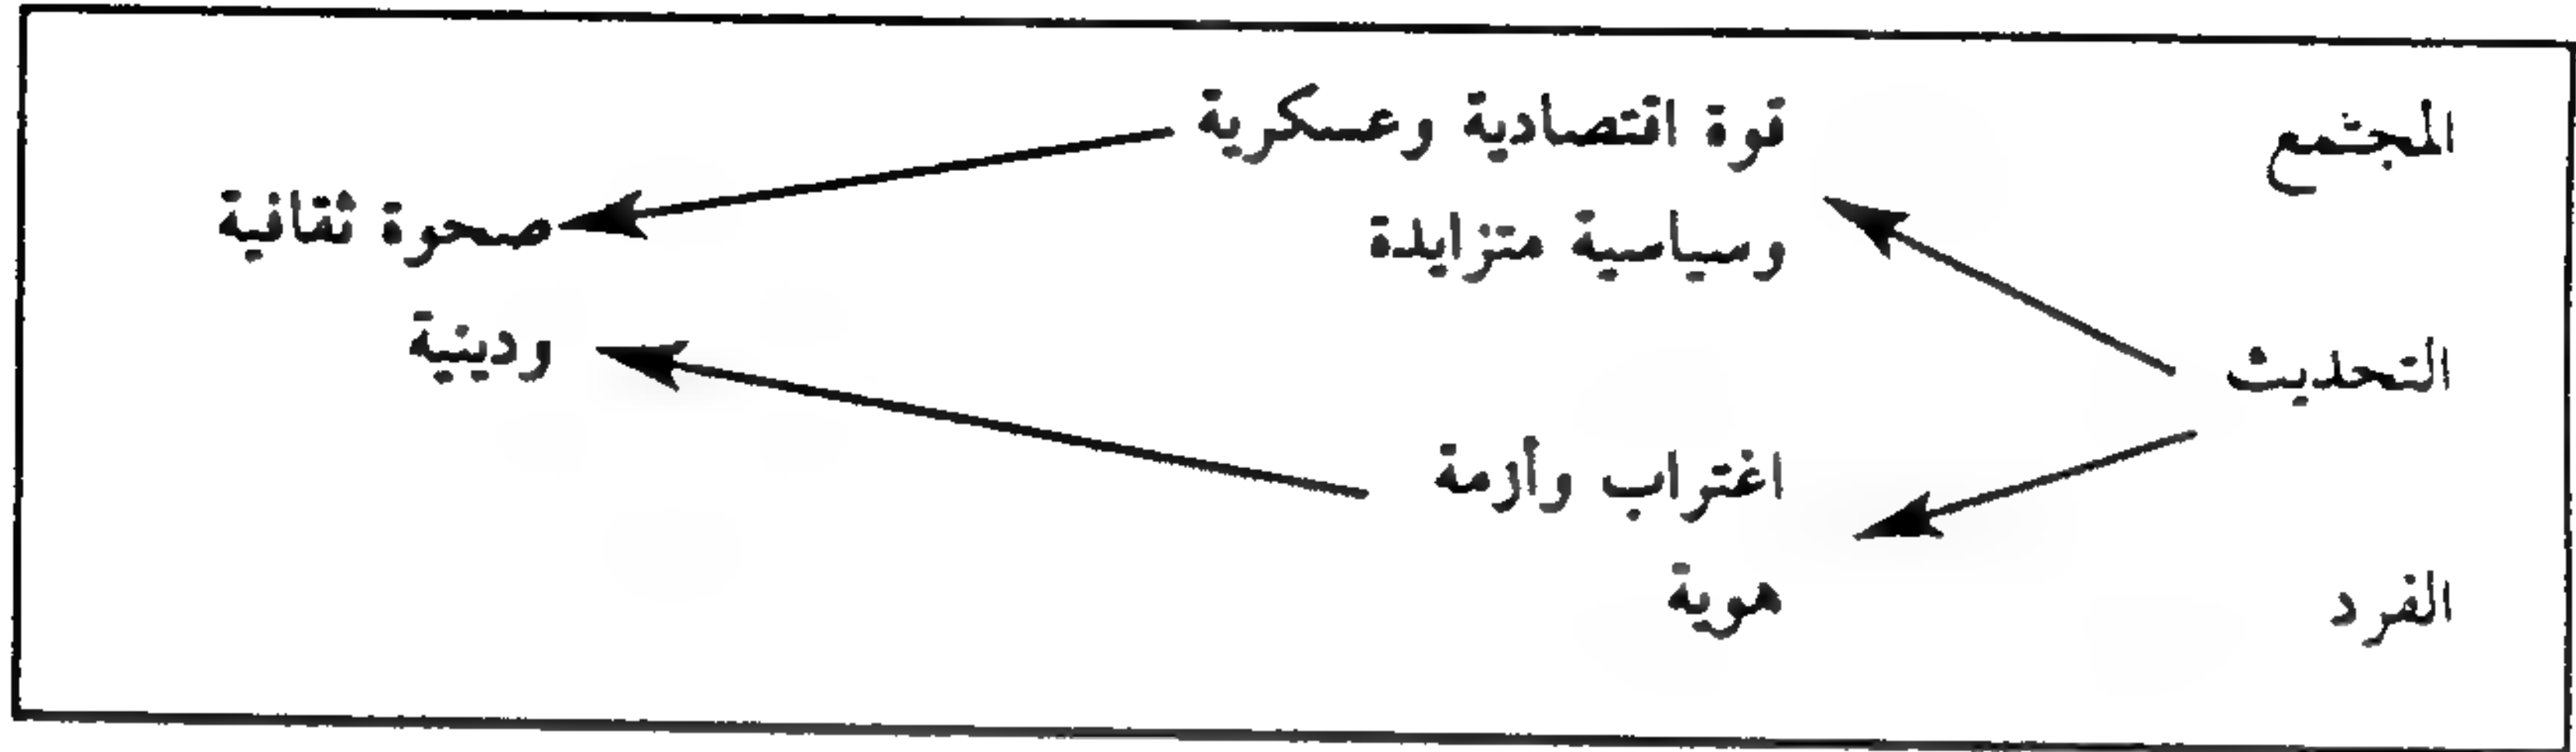 المجتمع
قوة اقتصادية وعسكرية
وسياسية متزايدة
صحوة ثقافية
ودينية
التحديث
اغتراب وأزمة
هوية
الفرد